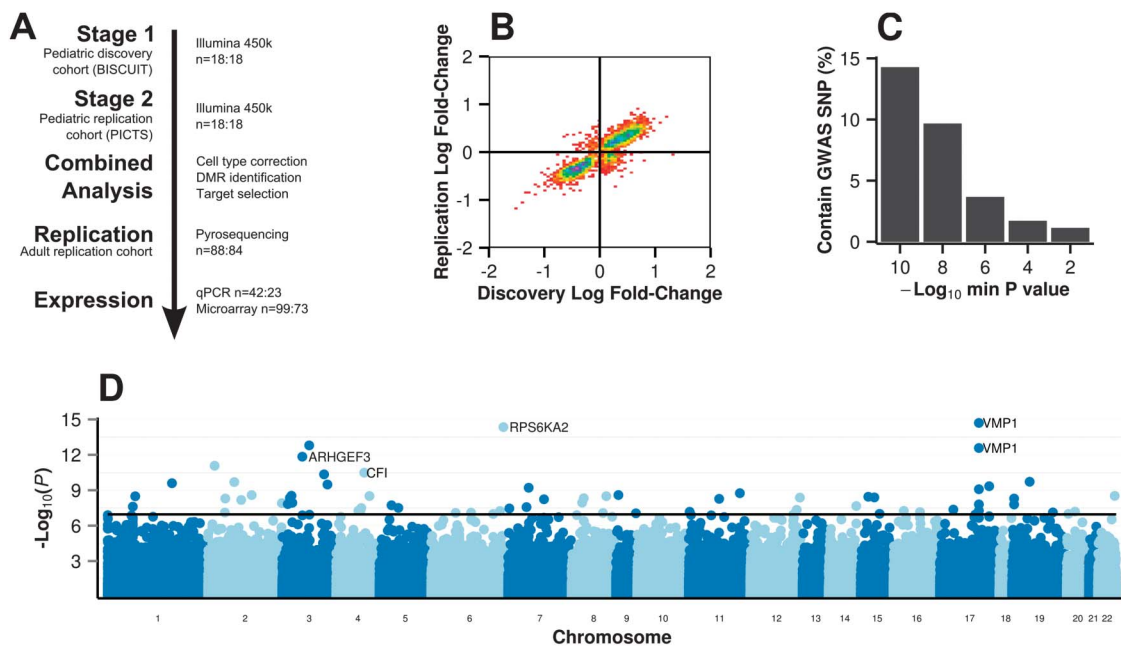 A
Stage 1
Pediatric discovery
cohort (BISCUIT)
Illumina 450k
n=18:18
Stage 2
Pediatric replication
cohort (PICTS)
Illumina 450k
n=18:18
Combined
Analysis
Cell type correction
DMR identification
Target selection
Replication
Adult replication cohort
Pyrosequencing
n=88:84
Expression
qPCR n=42:23
Microarray n=99:73
B
Replication Log Fold-Change
2
1
0
-1
-2
-2 -1 0 1 2
Discovery Log Fold-Change
C
Contain GWAS SNP (%)
15
10
5
0
10 8 6 4 2
−Log10 min P value
D
-Log10(P)
15
12
9
6
3
RPS6KA2
VMP1
ARHGEF3
VMP1
CFI
1 2 3 4 5 6 7 8 9 10 11 12 13 14 15 16 17 18 19 20 21 22
Chromosome